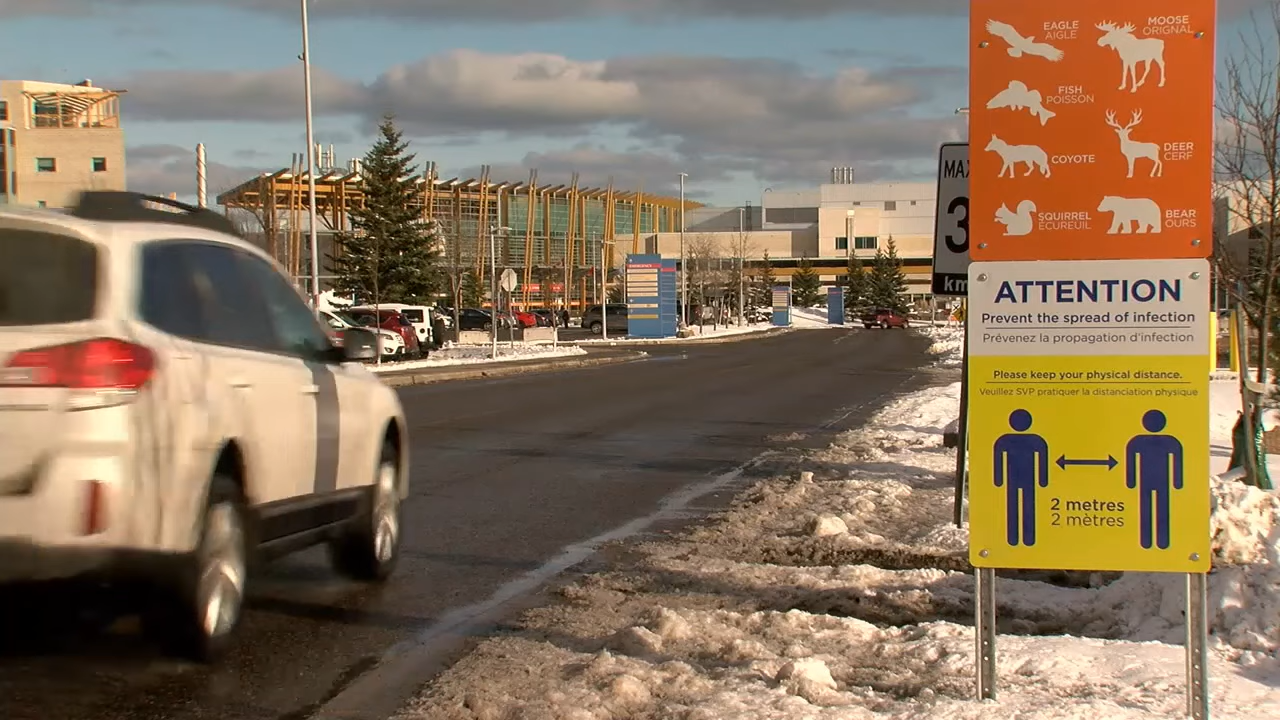 EAGLE
AIGLE
MOOSE
ORIGNAL
FISH
POISSON
COYOTE
DEER
CERF
SQUIRREL
ÉCUREUIL
BEAR
OURS
MA
3
km
ATTENTION
Prevent the spread of infection
Prévenez la propagation d'infection
Please keep your physical distance.
Veuillez SVP pratiquer la distanciation physique
2 metres
2 mètres